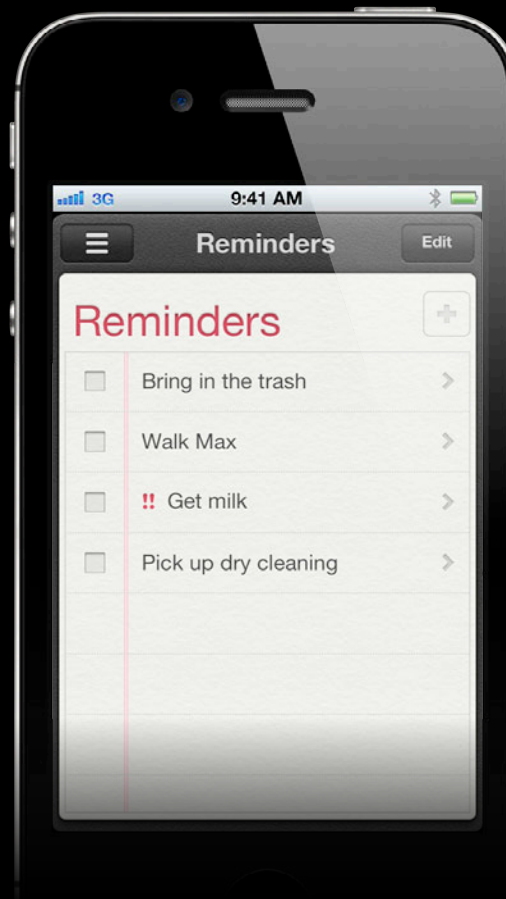 3G
9:41 AM
Reminders
Edit
Reminders
Bring in the trash
Walk Max
!! Get milk
Pick up dry cleaning